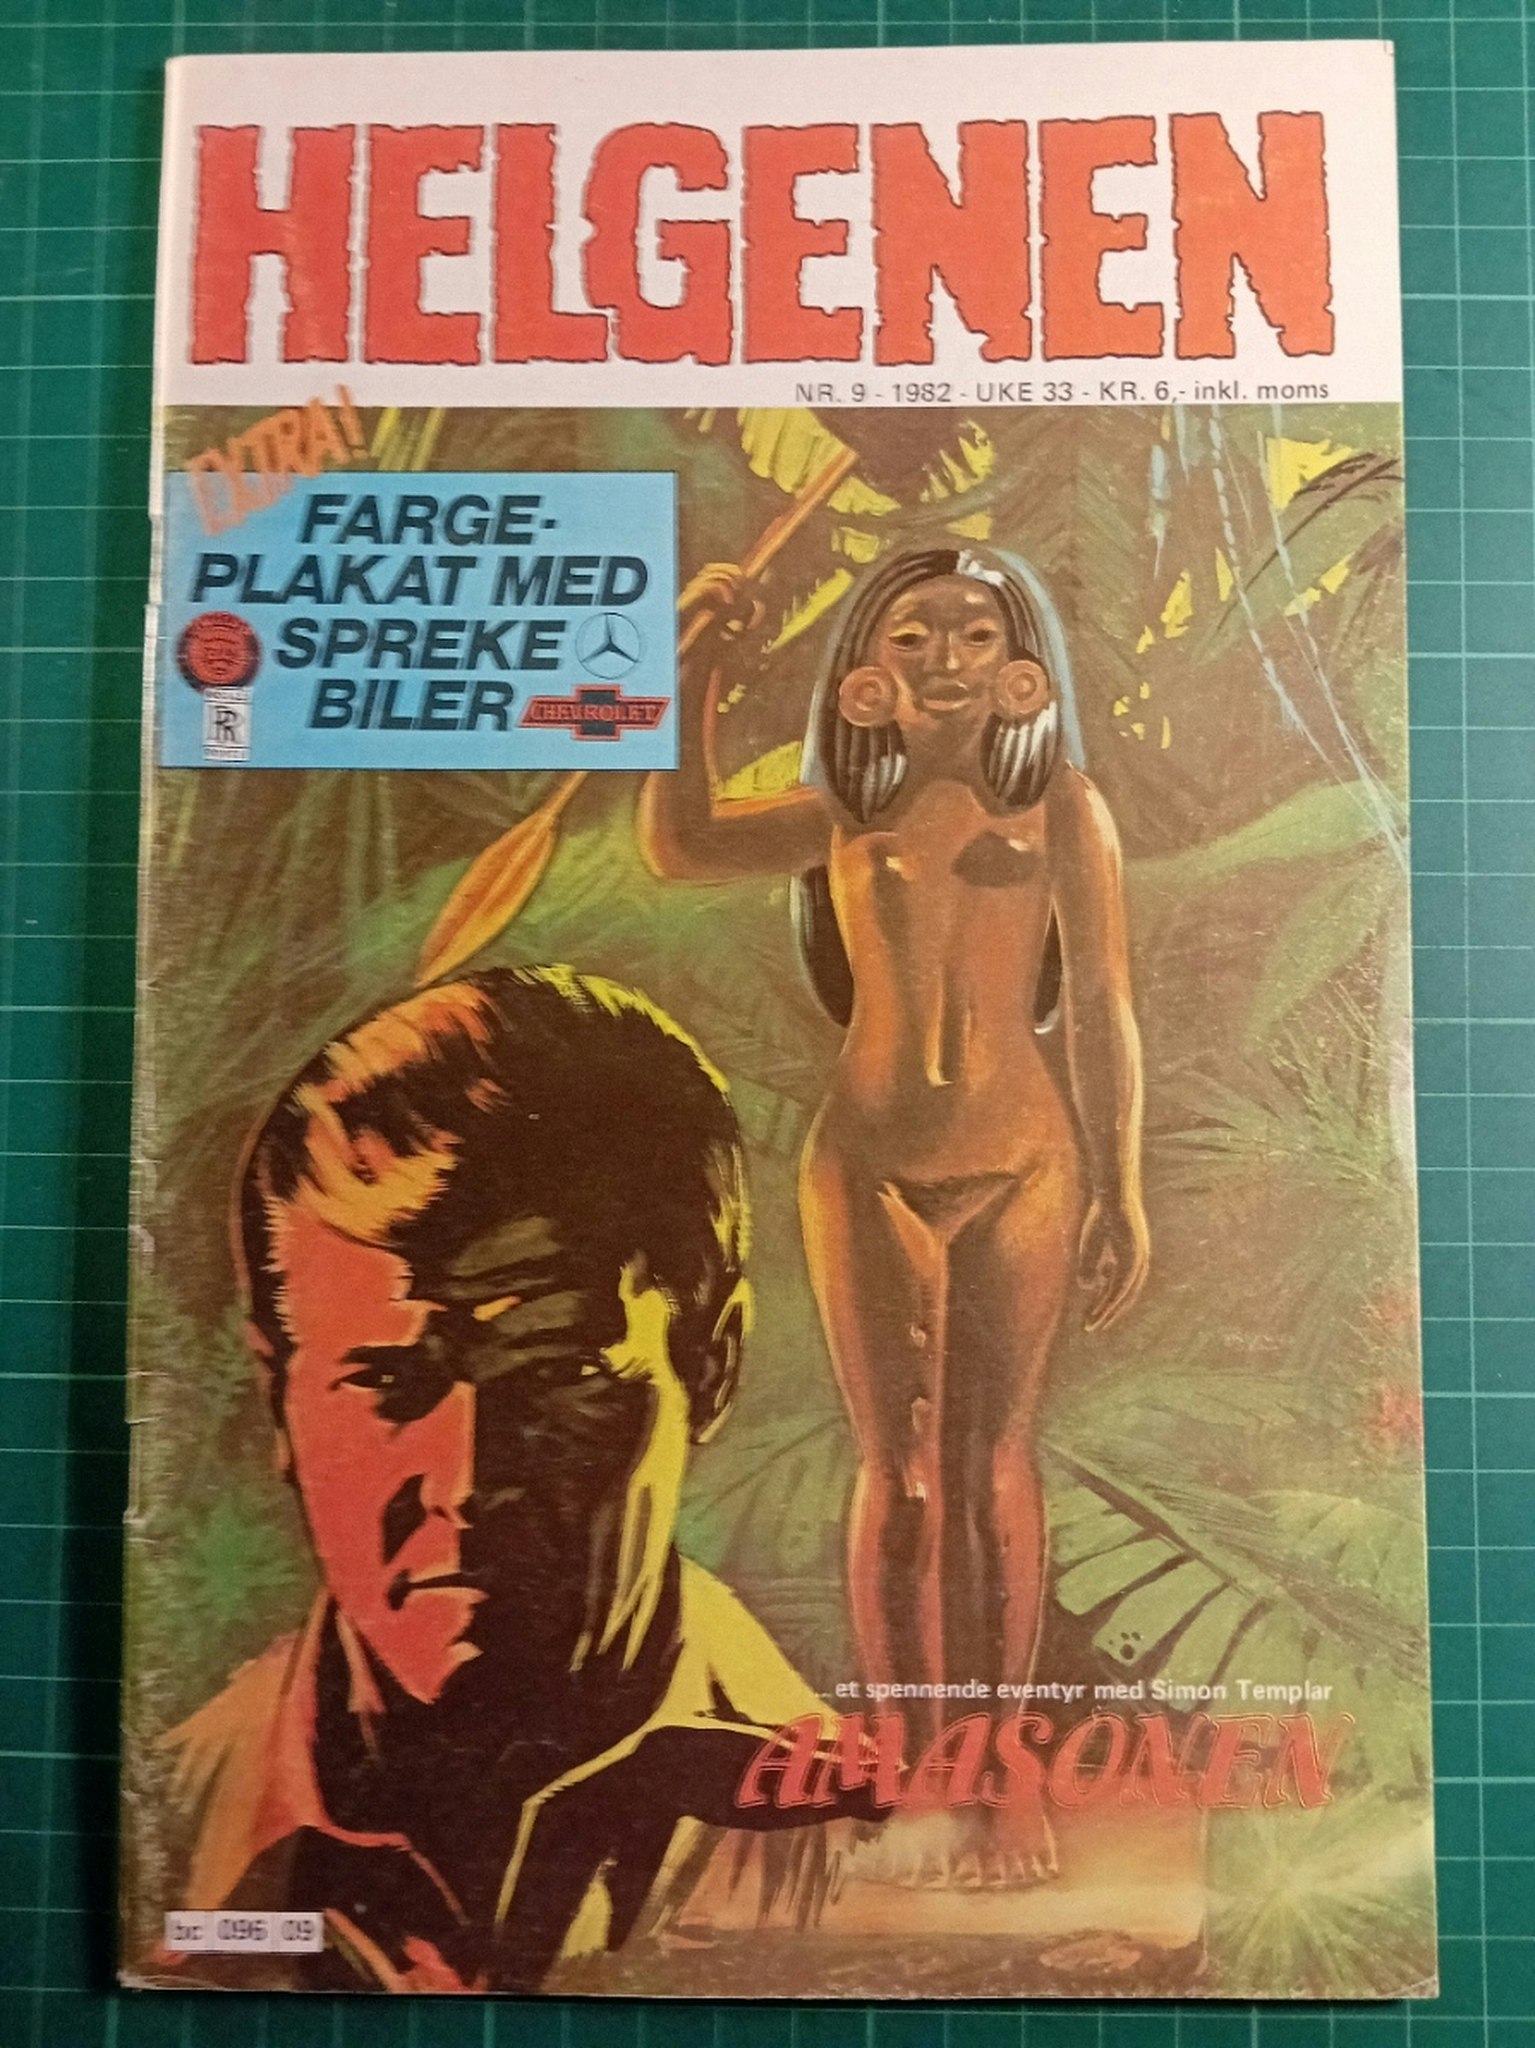 HELGENEN
NR. 9 - 1982 - UKE 33 - KR. 6,- inkl. moms
EXTRA!
FARGE-
PLAKAT MED
SPREKE
BILER
CHEVROLET
RR
...et spennende eventyr med Simon Templar
AMASONEN
bc 096 09